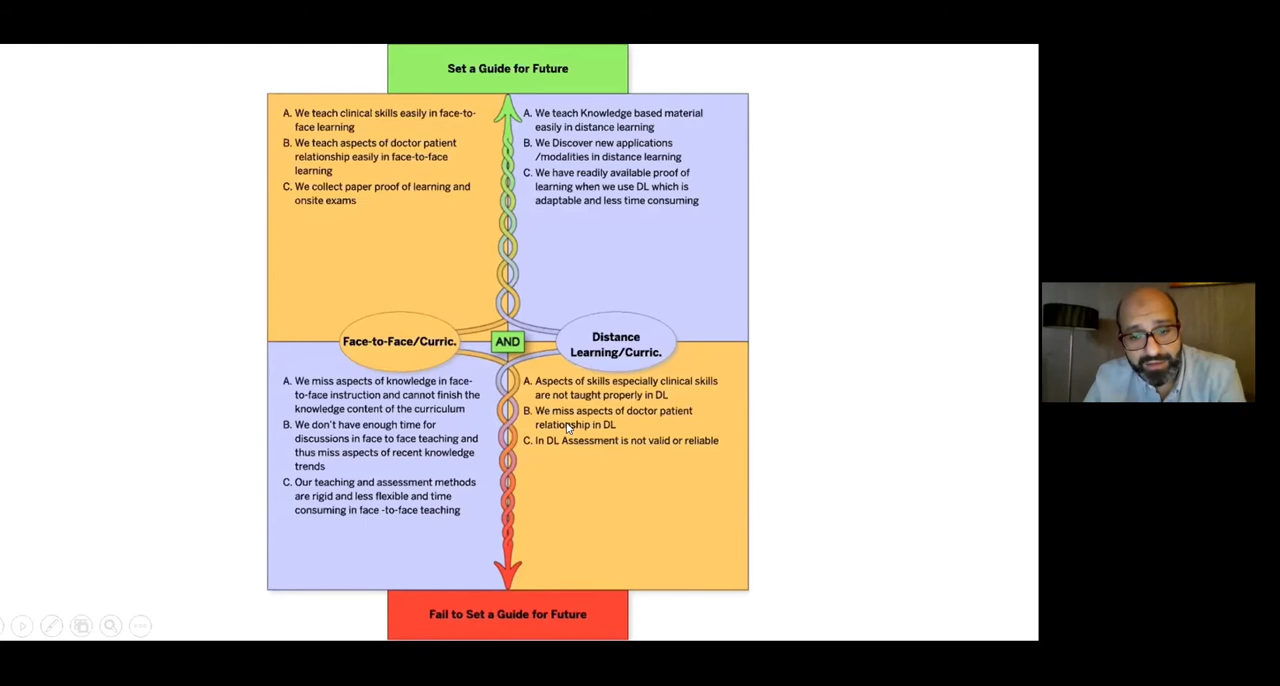 Set a Guide for Future
A. We teach clinical skills easily in face-to-
face learning
B. We teach aspects of doctor patient
relationship easily in face-to-face
learning
C. We collect paper proof of learning and
onsite exams
A. We teach Knowledge based material
easily in distance learning
B. We Discover new applications
/modalities in distance learning
C. We have readily available proof of
learning when we use DL which is
adaptable and less time consuming
Face-to-Face/Curric.
AND
Distance
Learning/Curric.
A. We miss aspects of knowledge in face-
to-face instruction and cannot finish the
knowledge content of the curriculum
B. We don't have enough time for
discussions in face to face teaching and
thus miss aspects of recent knowledge
trends
C. Our teaching and assessment methods
are rigid and less flexible and time
consuming in face -to-face teaching
A. Aspects of skills especially clinical skills
are not taught properly in DL
B. We miss aspects of doctor patient
relationship in DL
C. In DL Assessment is not valid or reliable
Fail to Set a Guide for Future